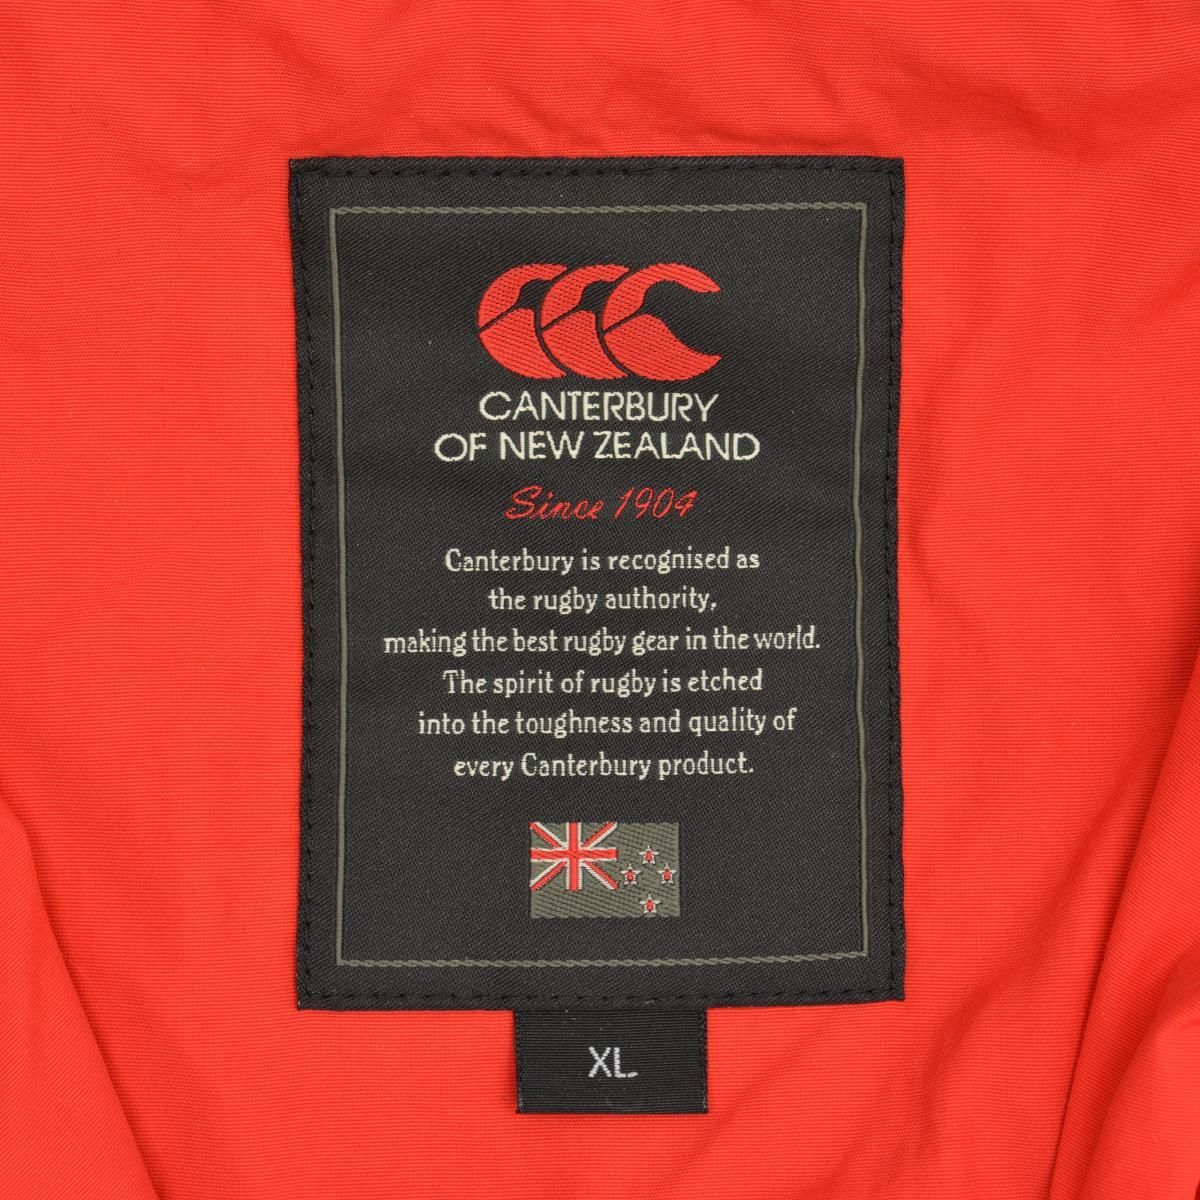 CANTERBURY
OF NEW ZEALAND
Since 1904
Canterbury is recognised as
the rugby authority,
making the best rugby gear in the world.
The spirit of rugby is etched
into the toughness and quality of
every Canterbury product.
XL